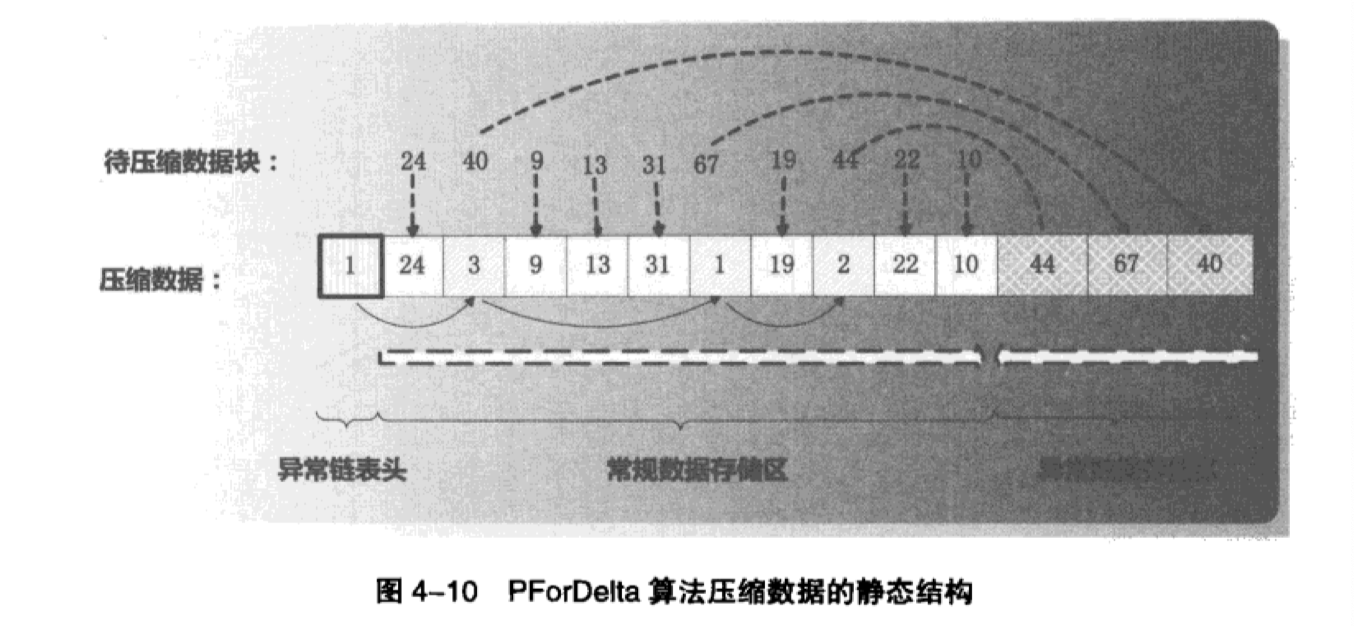 待压缩数据块： 24 40 9 13 31 67 19 44 22 10
压缩数据： 1 24 3 9 13 31 1 19 2 22 10 44 67 40
异常链表头 常规数据存储区 异常
图 4-10 PForDelta 算法压缩数据的静态结构